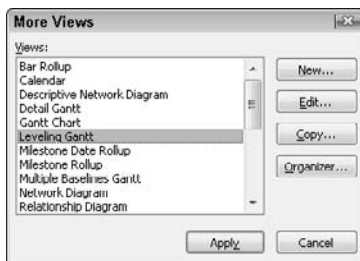 More Views
Views:
Bar Rollup
Calendar
Descriptive Network Diagram
Detail Gantt
Gantt Chart
Leveling Gantt
Milestone Date Rollup
Milestone Rollup
Multiple Baselines Gantt
Network Diagram
Relationship Diagram
New...
Edit...
Copy...
Organizer...
Apply
Cancel